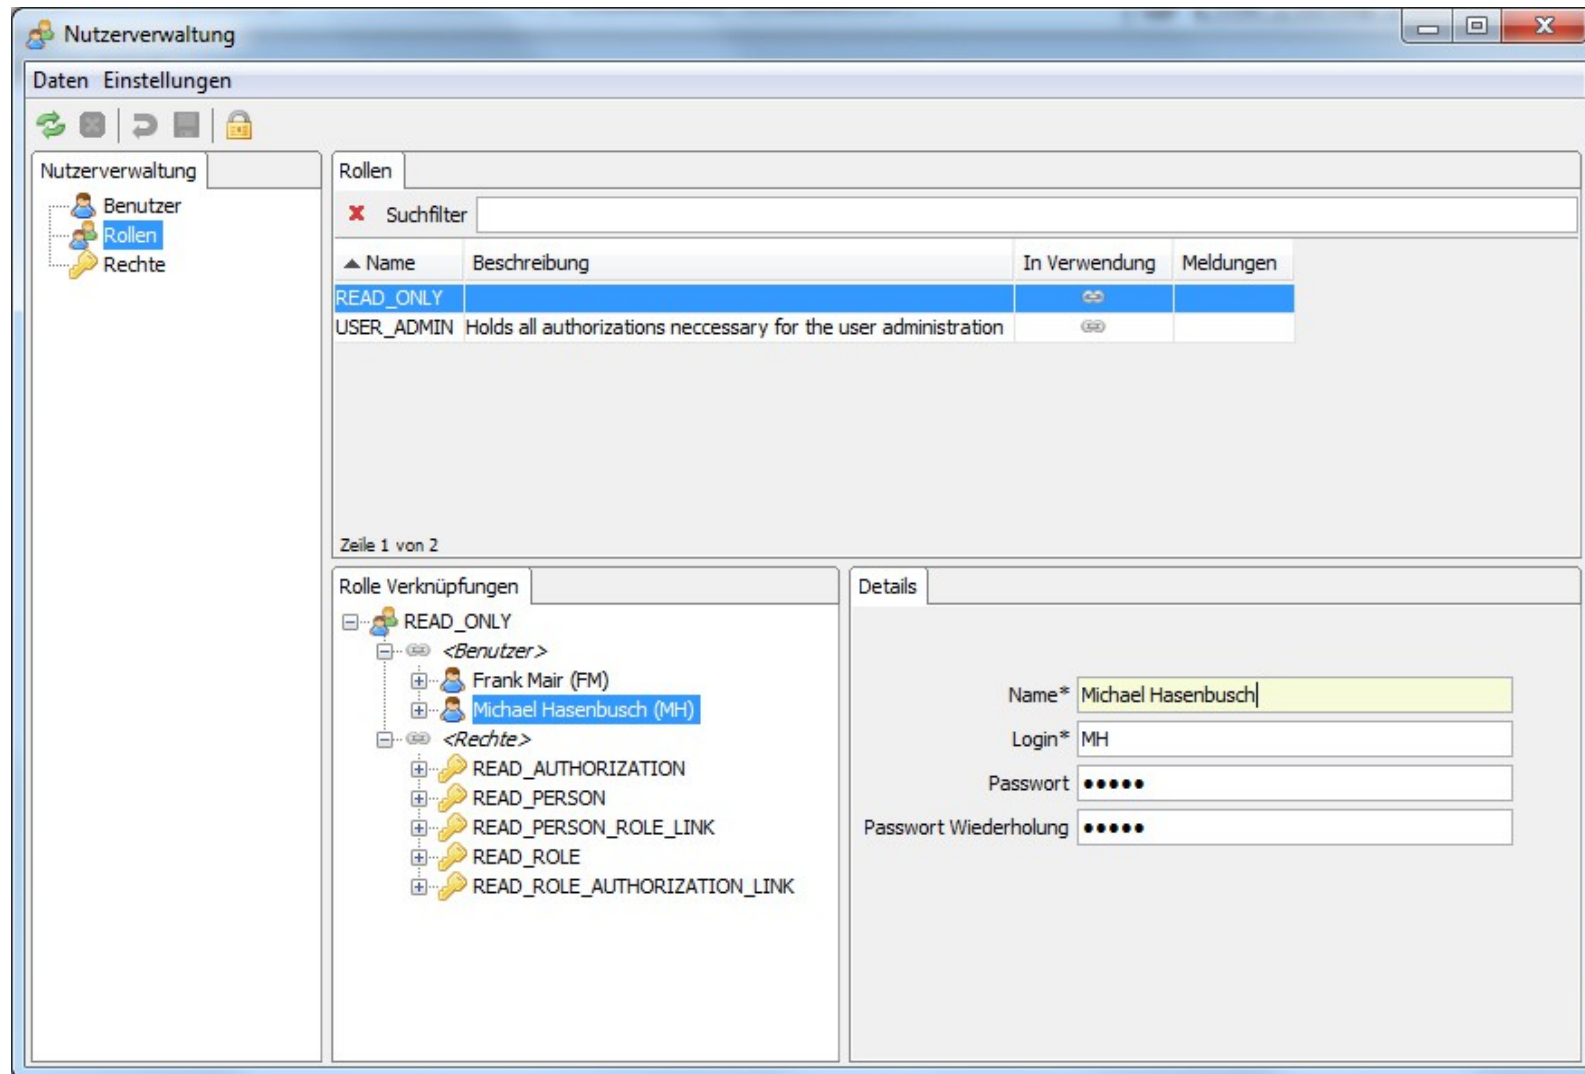 Nutzerverwaltung
Daten Einstellungen
Nutzerverwaltung
Benutzer
Rollen
Rechte
Rollen
Suchfilter
Name Beschreibung In Verwendung Meldungen
READ_ONLY
USER_ADMIN Holds all authorizations neccessary for the user administration
Zeile 1 von 2
Rolle Verknüpfungen
READ_ONLY
<Benutzer>
Frank Mair (FM)
Michael Hasenbusch (MH)
<Rechte>
READ_AUTHORIZATION
READ_PERSON
READ_PERSON_ROLE_LINK
READ_ROLE
READ_ROLE_AUTHORIZATION_LINK
Details
Name* Michael Hasenbusch
Login* MH
Passwort •••••
Passwort Wiederholung •••••